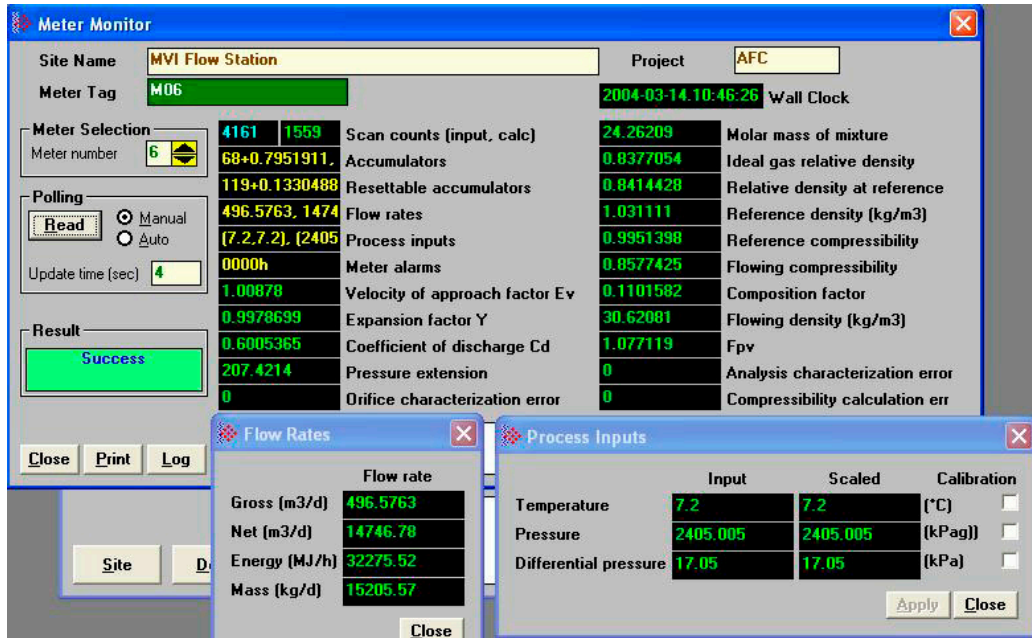 Meter Monitor
Site Name MVI Flow Station Project AFC
Meter Tag M06 2004-03-14.10:46:26 Wall Clock
Meter Selection
Meter number 6
Polling
Read Manual
Auto
Update time (sec) 4
Result
Success
4161 1559 Scan counts (input, calc)
68+0.7951911, Accumulators
119+0.1330488 Resettable accumulators
496.5763, 1474 Flow rates
(7.2,7.2), (2405 Process inputs
0000h Meter alarms
1.00878 Velocity of approach factor Ev
0.9978699 Expansion factor Y
0.6005365 Coefficient of discharge Cd
207.4214 Pressure extension
0 Orifice characterization error
24.26209 Molar mass of mixture
0.8377054 Ideal gas relative density
0.8414428 Relative density at reference
1.031111 Reference density (kg/m3)
0.9951398 Reference compressibility
0.8577425 Flowing compressibility
0.1101582 Composition factor
30.62081 Flowing density (kg/m3)
1.077119 Fpv
0 Analysis characterization error
0 Compressibility calculation err
Close Print Log
Site
Flow Rates
Flow rate
Gross (m3/d) 496.5763
Net (m3/d) 14746.78
Energy (MJ/h) 32275.52
Mass (kg/d) 15205.57
Close
Process Inputs
Input Scaled Calibration
Temperature 7.2 7.2 (°C)
Pressure 2405.005 2405.005 (kPag))
Differential pressure 17.05 17.05 (kPa)
Apply Close